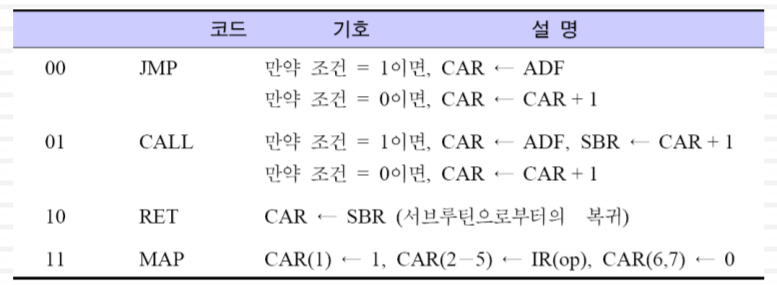 코드 기호 설 명
00 JMP 만약 조건 = 1이면, CAR ← ADF
만약 조건 = 0이면, CAR ← CAR + 1
01 CALL 만약 조건 = 1이면, CAR ← ADF, SBR ← CAR + 1
만약 조건 = 0이면, CAR ← CAR + 1
10 RET CAR ← SBR (서브루틴으로부터의 복귀)
11 MAP CAR(1) ← 1, CAR(2-5) ← IR(op), CAR(6,7) ← 0